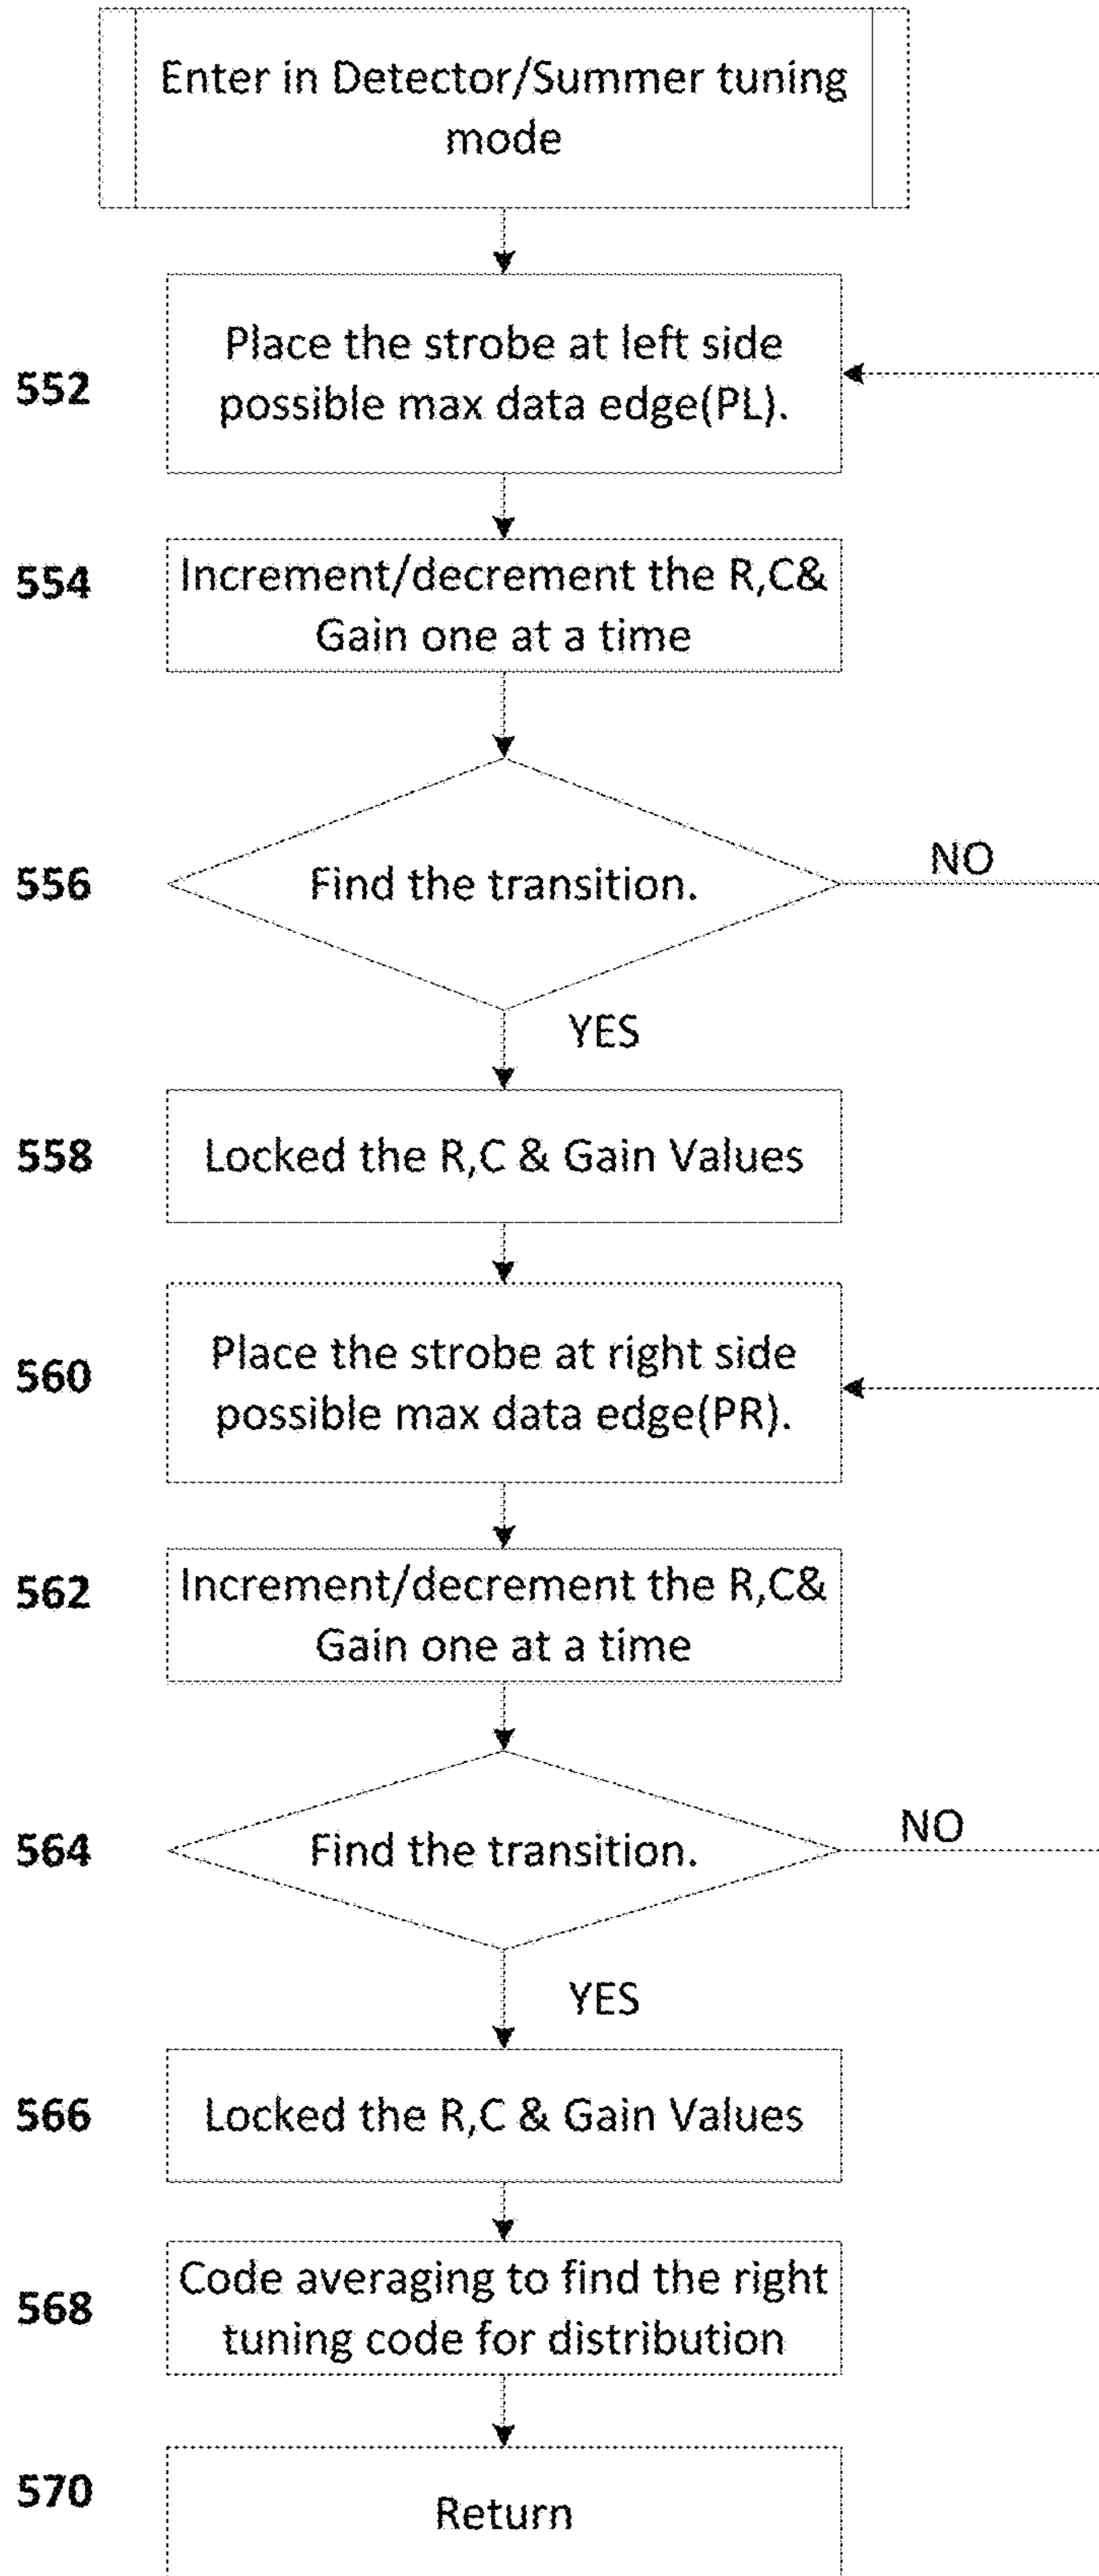 Enter in Detector/Summer tuning
mode
552
Place the strobe at left side
possible max data edge(PL).
554
Increment/decrement the R,C&
Gain one at a time
556
Find the transition.
NO
YES
558
Locked the R,C & Gain Values
560
Place the strobe at right side
possible max data edge(PR).
562
Increment/decrement the R,C&
Gain one at a time
564
Find the transition.
NO
YES
566
Locked the R,C & Gain Values
568
Code averaging to find the right
tuning code for distribution
570
Return